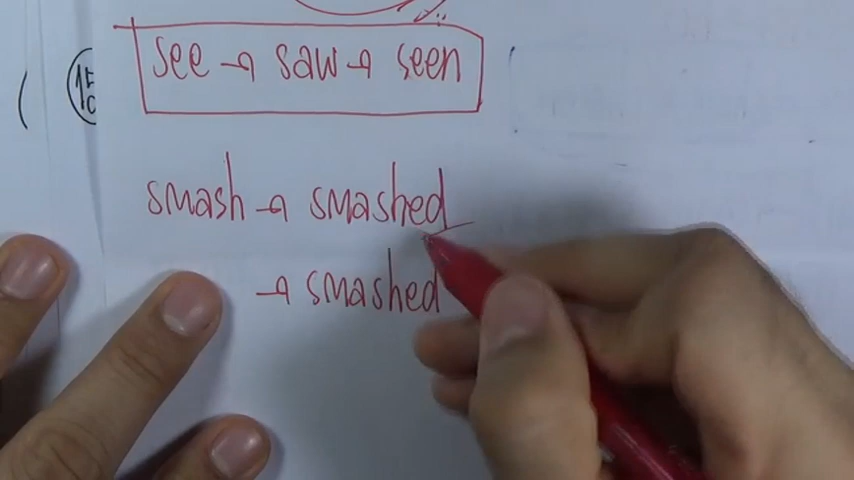 see → saw → seen
smash → smashed
→ smashed